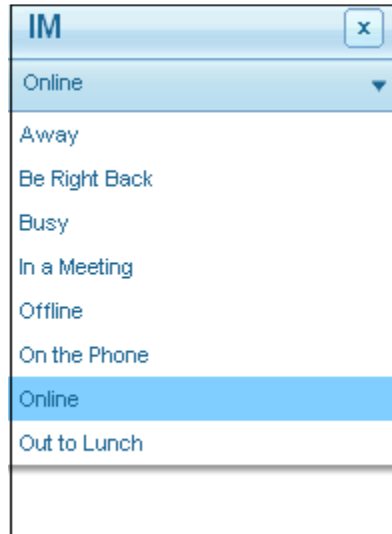 IM
x
Online
Away
Be Right Back
Busy
In a Meeting
Offline
On the Phone
Online
Out to Lunch